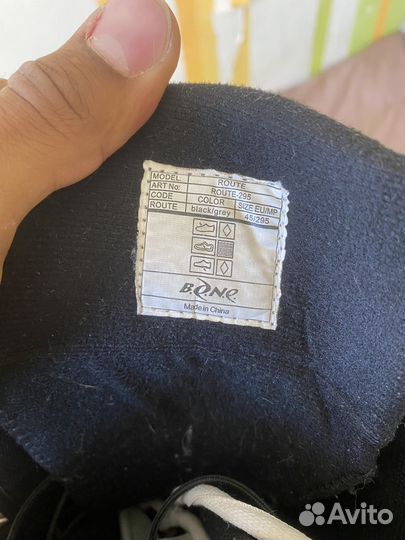 MODEL: ROUTE
ART No: ROUTE-295
CODE COLOR SIZE EU/MP
ROUTE black/grey 45/295
B.O.N.O.
Made in China
Avito